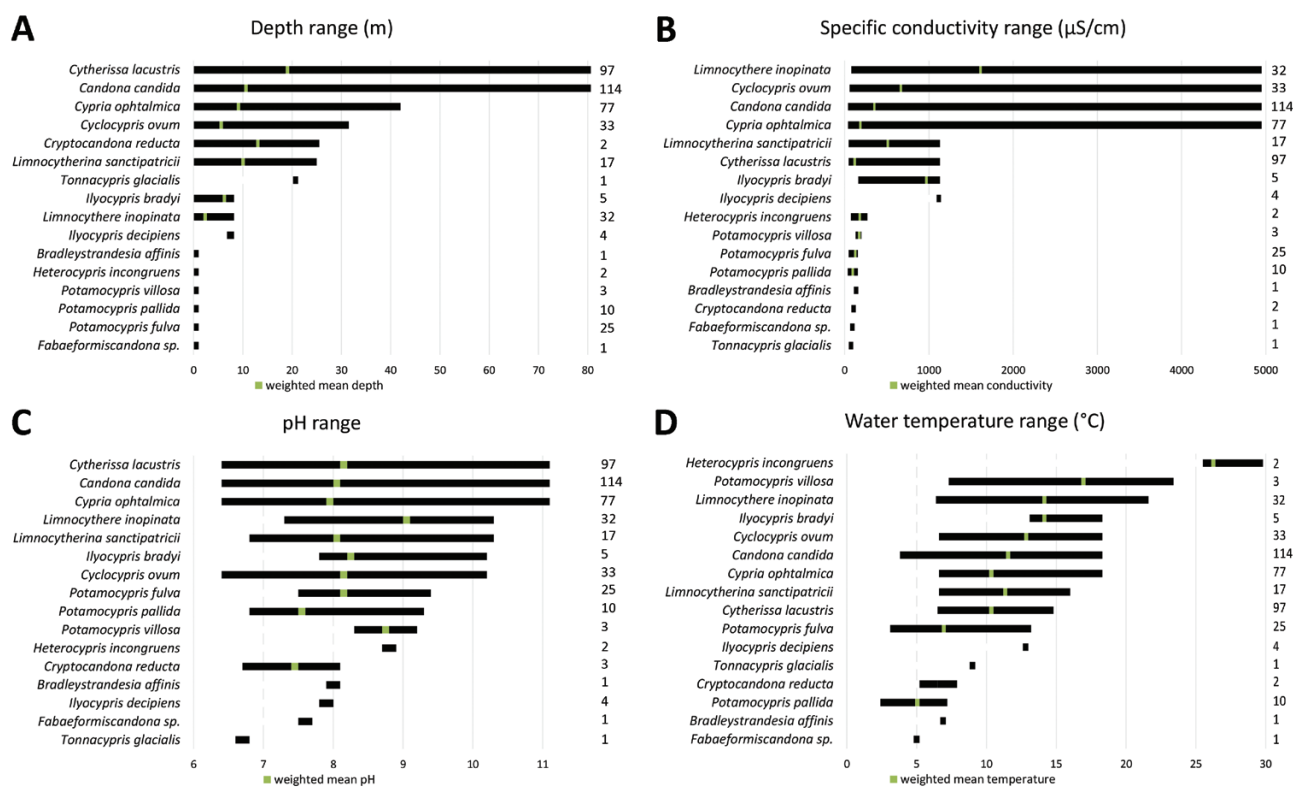 A
Depth range (m)
Cytherissa lacustris 97
Candona candida 114
Cypria ophtalmica 77
Cyclocypris ovum 33
Cryptocandona reducta 2
Limnocytherina sanctipatricii 17
Tonnacypris glacialis 1
Ilyocypris bradyi 5
Limnocythere inopinata 32
Ilyocypris decipiens 4
Bradleystrandesia affinis 1
Heterocypris incongruens 2
Potamocypris villosa 3
Potamocypris pallida 10
Potamocypris fulva 25
Fabaeformiscandona sp. 1
0 10 20 30 40 50 60 70 80
weighted mean depth
B
Specific conductivity range (µS/cm)
Limnocythere inopinata 32
Cyclocypris ovum 33
Candona candida 114
Cypria ophtalmica 77
Limnocytherina sanctipatricii 17
Cytherissa lacustris 97
Ilyocypris bradyi 5
Ilyocypris decipiens 4
Heterocypris incongruens 2
Potamocypris villosa 3
Potamocypris fulva 25
Potamocypris pallida 10
Bradleystrandesia affinis 1
Cryptocandona reducta 2
Fabaeformiscandona sp. 1
Tonnacypris glacialis 1
0 1000 2000 3000 4000 5000
weighted mean conductivity
C
pH range
Cytherissa lacustris 97
Candona candida 114
Cypria ophtalmica 77
Limnocythere inopinata 32
Limnocytherina sanctipatricii 17
Ilyocypris bradyi 5
Cyclocypris ovum 33
Potamocypris fulva 25
Potamocypris pallida 10
Potamocypris villosa 3
Heterocypris incongruens 2
Cryptocandona reducta 3
Bradleystrandesia affinis 1
Ilyocypris decipiens 4
Fabaeformiscandona sp. 1
Tonnacypris glacialis 1
6 7 8 9 10 11
weighted mean pH
D
Water temperature range (°C)
Heterocypris incongruens 2
Potamocypris villosa 3
Limnocythere inopinata 32
Ilyocypris bradyi 5
Cyclocypris ovum 33
Candona candida 114
Cypria ophtalmica 77
Limnocytherina sanctipatricii 17
Cytherissa lacustris 97
Potamocypris fulva 25
Ilyocypris decipiens 4
Tonnacypris glacialis 1
Cryptocandona reducta 2
Potamocypris pallida 10
Bradleystrandesia affinis 1
Fabaeformiscandona sp. 1
0 5 10 15 20 25 30
weighted mean temperature